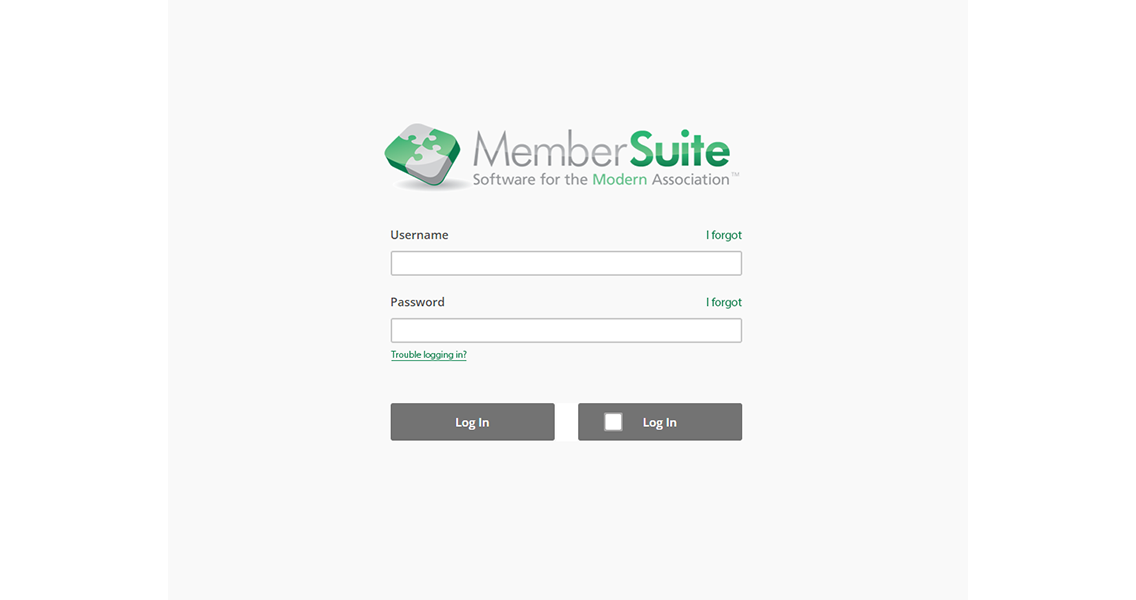 MemberSuite
Software for the Modern Association™
Username I forgot
Password I forgot
Trouble logging in?
Log In Log In